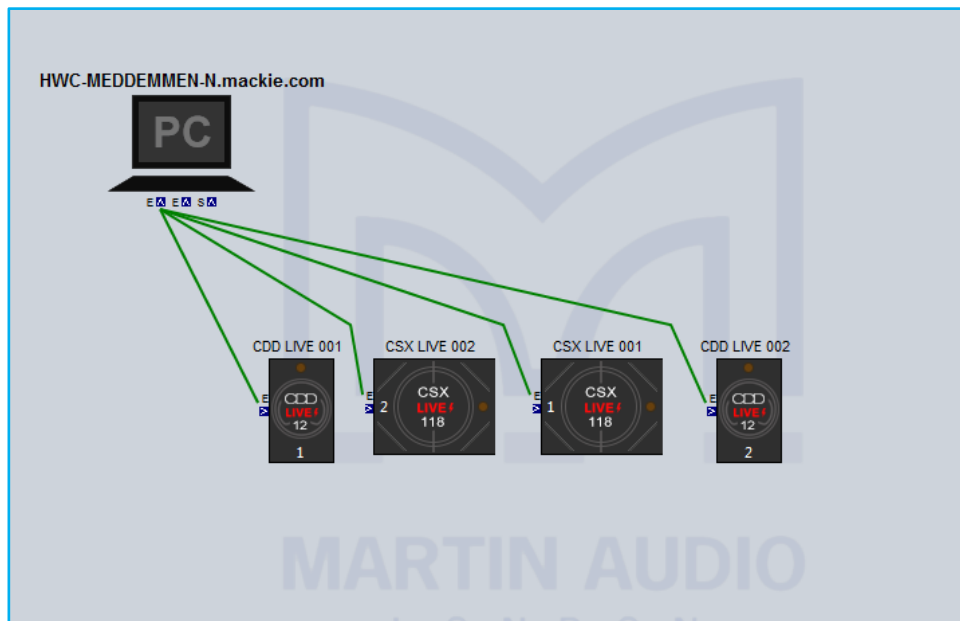 HWC-MEDDEMMEN-N.mackie.com
PC
E E S
CDD LIVE 001 CSX LIVE 002 CSX LIVE 001 CDD LIVE 002
E E E E
CDD
LIVE
12
1
2
CSX
LIVE
118
1
CSX
LIVE
118
CDD
LIVE
12
2
MARTIN AUDIO